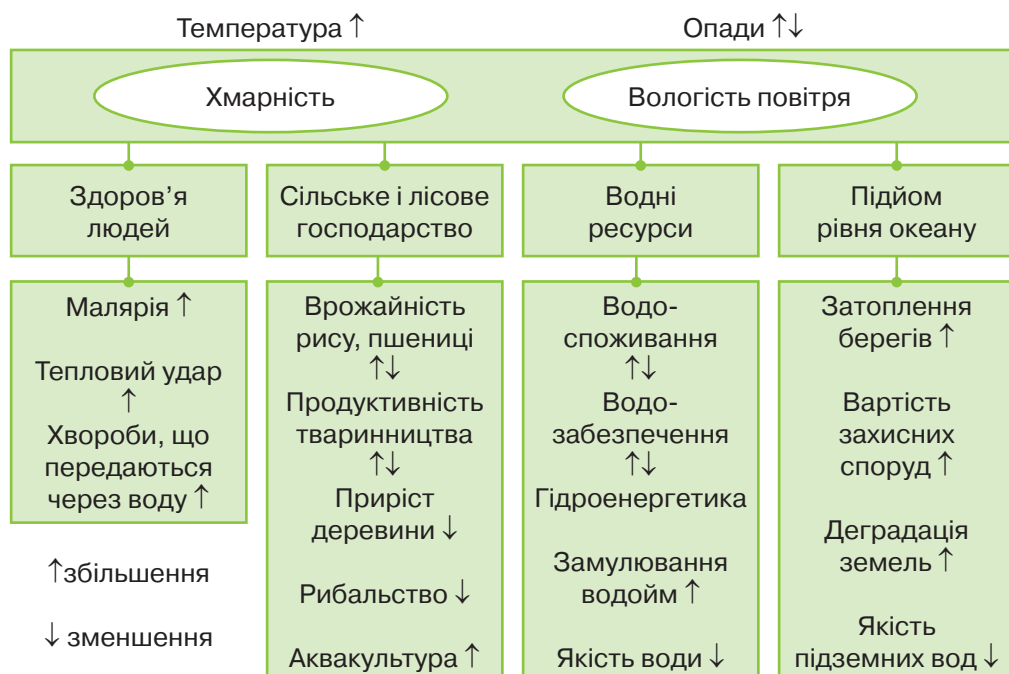 Температура ↑
Опади ↑↓
Хмарність
Вологість повітря
Здоров’я
людей
Сільське і лісове
господарство
Водні
ресурси
Підйом
рівня океану
Малярія ↑
Тепловий удар
↑
Хвороби, що
передаються
через воду ↑
Врожайність
рису, пшениці
↑↓
Продуктивність
тваринництва
↑↓
Приріст
деревини ↓
Рибальство ↓
Аквакультура ↑
Водо-
споживання
↑↓
Водо-
забезпечення
↑↓
Гідроенергетика
Замулювання
водойм ↑
Якість води ↓
Затоплення
берегів ↑
Вартість
захисних
споруд ↑
Деградація
земель ↑
Якість
підземних вод ↓
↑збільшення
↓ зменшення